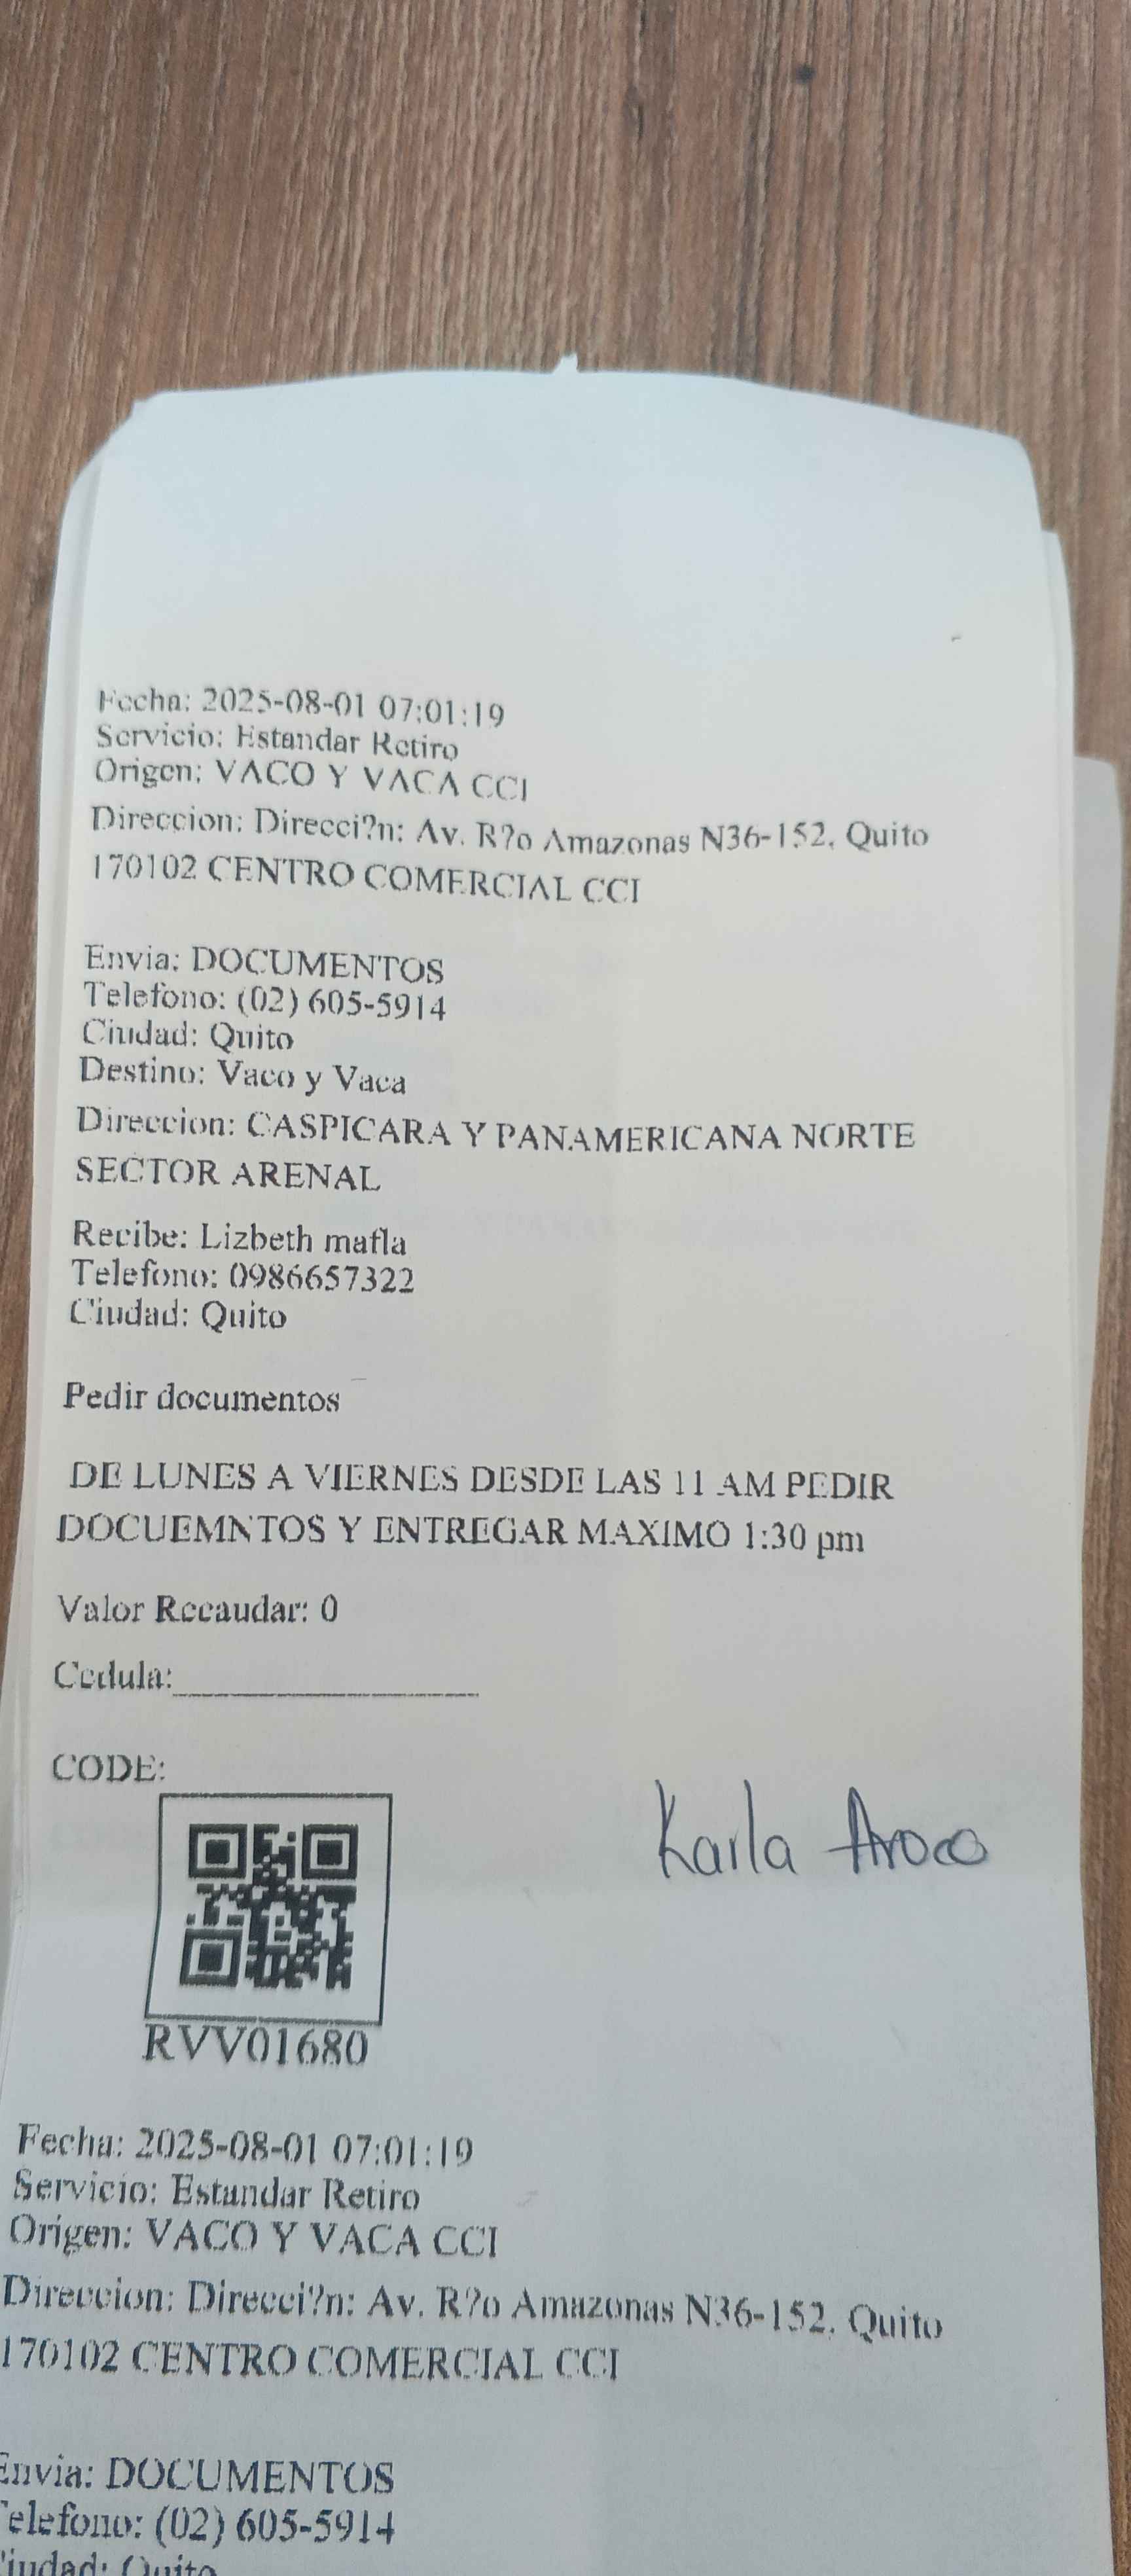 Fecha: 2025-08-01 07:01:19
Servicio: Estandar Retiro
Origen: VACO Y VACA CCI
Direccion: Direcci?n: Av. R?o Amazonas N36-152, Quito
170102 CENTRO COMERCIAL CCI
Envia: DOCUMENTOS
Telefono: (02) 605-5914
Ciudad: Quito
Destino: Vaco y Vaca
Direccion: CASPICARA Y PANAMERICANA NORTE
SECTOR ARENAL
Recibe: Lizbeth mafla
Telefono: 0986657322
Ciudad: Quito
Pedir documentos
DE LUNES A VIERNES DESDE LAS 11 AM PEDIR
DOCUEMNTOS Y ENTREGAR MAXIMO 1:30 pm
Valor Recaudar: 0
Cedula:
CODE:
Karla
RVV01680
Fecha: 2025-08-01 07:01:19
Servicio: Estandar Retiro
Origen: VACO Y VACA CCI
Direccion: Direcci?n: Av. R?o Amazonas N36-152, Quito
170102 CENTRO COMERCIAL CCI
Envia: DOCUMENTOS
Telefono: (02) 605-5914
Ciudad: Quito